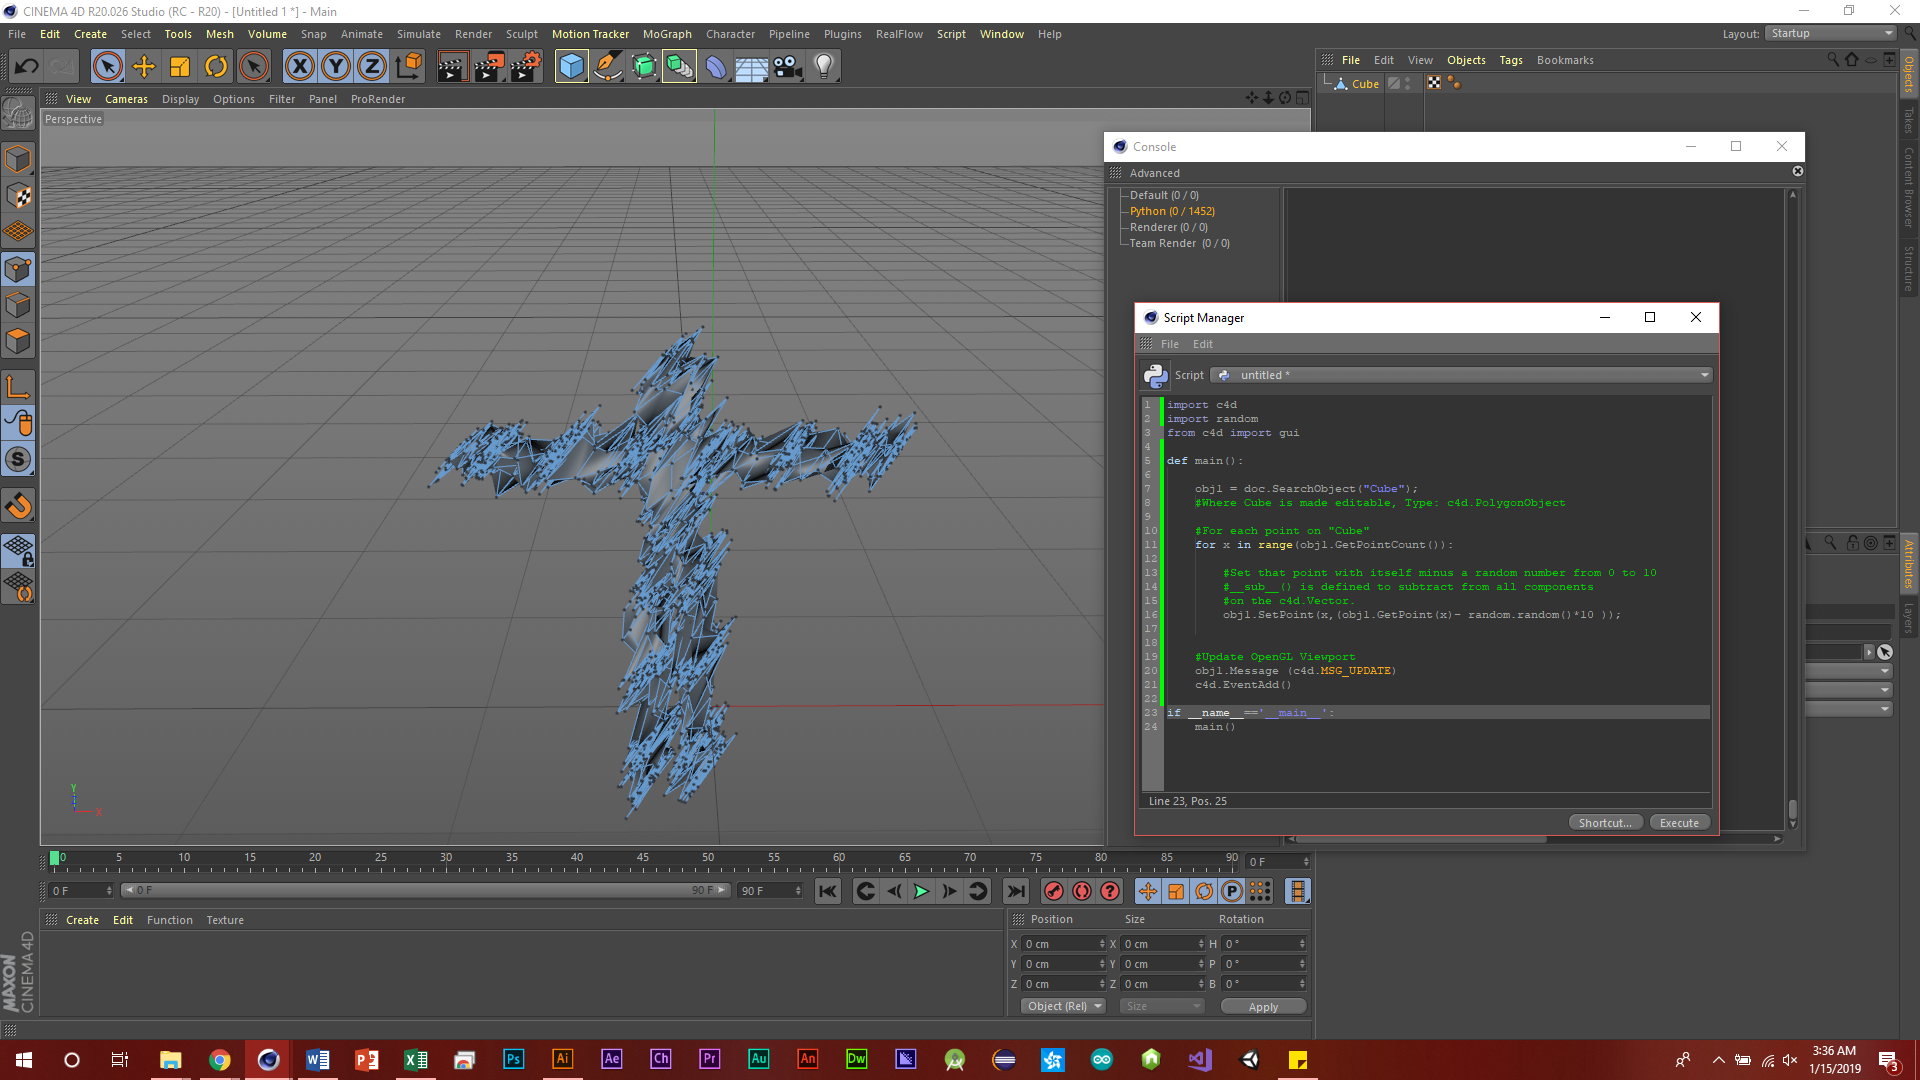 CINEMA 4D R20.026 Studio (RC - R20) - [Untitled 1 *] - Main
File Edit Create Select Tools Mesh Volume Snap Animate Simulate Render Sculpt Motion Tracker MoGraph Character Pipeline Plugins RealFlow Script Window Help
Layout: Startup
File Edit View Objects Tags Bookmarks
Cube
View Cameras Display Options Filter Panel ProRender
Perspective
Console
Advanced
Default (0 / 0)
Python (0 / 1452)
Renderer (0 / 0)
Team Render (0 / 0)
Script Manager
File Edit
Script untitled *
1 import c4d
2 import random
3 from c4d import gui
4
5 def main():
6
7 obj1 = doc.SearchObject("Cube");
8 #Where Cube is made editable, Type: c4d.PolygonObject
9
10 #For each point on "Cube"
11 for x in range(obj1.GetPointCount()):
12
13 #Set that point with itself minus a random number from 0 to 10
14 #__sub__() is defined to subtract from all components
15 #on the c4d.Vector.
16 obj1.SetPoint(x,(obj1.GetPoint(x)- random.random()*10 ));
17
18
19 #Update OpenGL Viewport
20 obj1.Message (c4d.MSG_UPDATE)
21 c4d.EventAdd()
22
23 if __name__=='__main__':
24 main()
Line 23, Pos. 25
Shortcut... Execute
Objects
Takes
Content Browser
Structure
Attributes
Layers
Y
X
0 5 10 15 20 25 30 35 40 45 50 55 60 65 70 75 80 85 90 0 F
0 F 0 F 90 F 90 F
Create Edit Function Texture
Position Size Rotation
X 0 cm X 0 cm H 0 °
Y 0 cm Y 0 cm P 0 °
Z 0 cm Z 0 cm B 0 °
Object (Rel) Size Apply
MAXON
CINEMA 4D
Ps Ai Ae Ch Pr Au An Dw
3:36 AM
1/15/2019
3